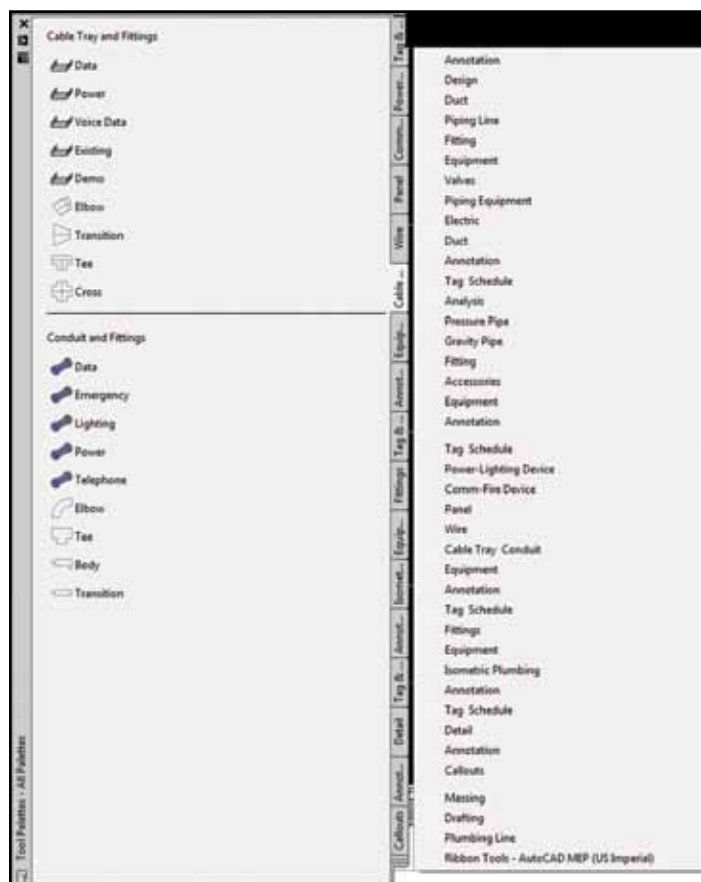 Cable Tray and Fittings
Data
Power
Voice Data
Existing
Demo
Elbow
Transition
Tee
Cross
Conduit and Fittings
Data
Emergency
Lighting
Power
Telephone
Elbow
Tee
Body
Transition
Tool Palettes - All Palettes
Tag & ...
Power...
Comm...
Panel
Wire
Cable ...
Equip...
Annot...
Tag & ...
Fittings
Equip...
Isomet...
Annot...
Tag & ...
Detail
Annot...
Callouts
Annotation
Design
Duct
Piping Line
Fitting
Equipment
Valves
Piping Equipment
Electric
Duct
Annotation
Tag Schedule
Analysis
Pressure Pipe
Gravity Pipe
Fitting
Accessories
Equipment
Annotation
Tag Schedule
Power-Lighting Device
Comm-Fire Device
Panel
Wire
Cable Tray Conduit
Equipment
Annotation
Tag Schedule
Fittings
Equipment
Isometric Plumbing
Annotation
Tag Schedule
Detail
Annotation
Callouts
Massing
Drafting
Plumbing Line
Ribbon Tools - AutoCAD MEP (US Imperial)